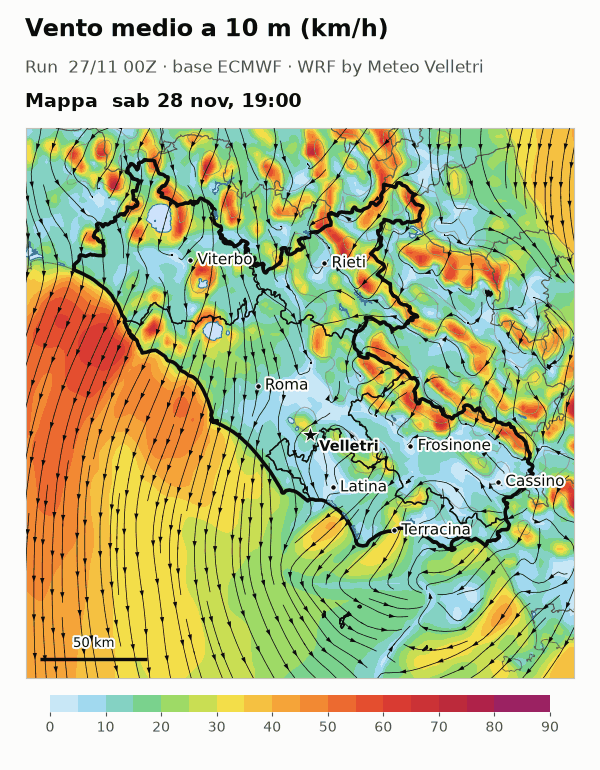 Vento medio a 10 m (km/h)
Run 27/11 00Z · base ECMWF · WRF by Meteo Velletri
Mappa sab 28 nov, 19:00
Viterbo
Rieti
Roma
Velletri
Frosinone
Cassino
Latina
Terracina
50 km
0 10 20 30 40 50 60 70 80 90